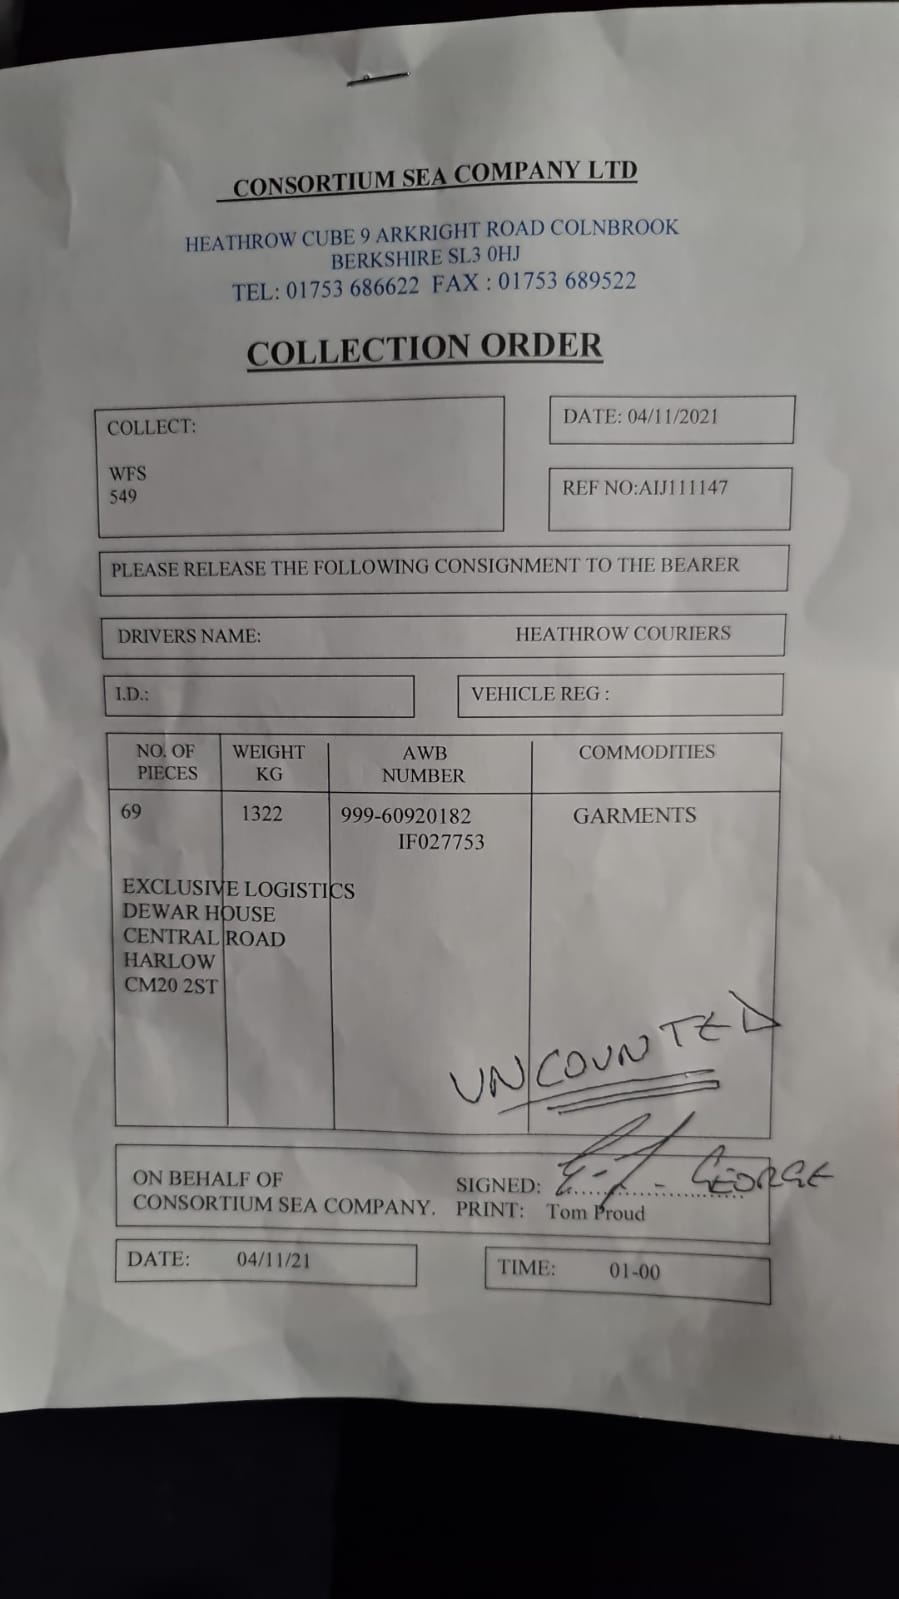 CONSORTIUM SEA COMPANY LTD
HEATHROW CUBE 9 ARKRIGHT ROAD COLNBROOK
BERKSHIRE SL3 0HJ
TEL: 01753 686622 FAX : 01753 689522
COLLECTION ORDER
COLLECT:
WFS
549
DATE: 04/11/2021
REF NO:AIJ111147
PLEASE RELEASE THE FOLLOWING CONSIGNMENT TO THE BEARER
DRIVERS NAME: HEATHROW COURIERS
I.D.: VEHICLE REG :
NO. OF PIECES
WEIGHT KG
AWB NUMBER
COMMODITIES
69 1322 999-60920182 GARMENTS
IF027753
EXCLUSIVE LOGISTICS
DEWAR HOUSE
CENTRAL ROAD
HARLOW
CM20 2ST
UNCOUNTED
ON BEHALF OF
CONSORTIUM SEA COMPANY.
SIGNED: GEORGE
PRINT: Tom Proud
DATE: 04/11/21
TIME: 01-00